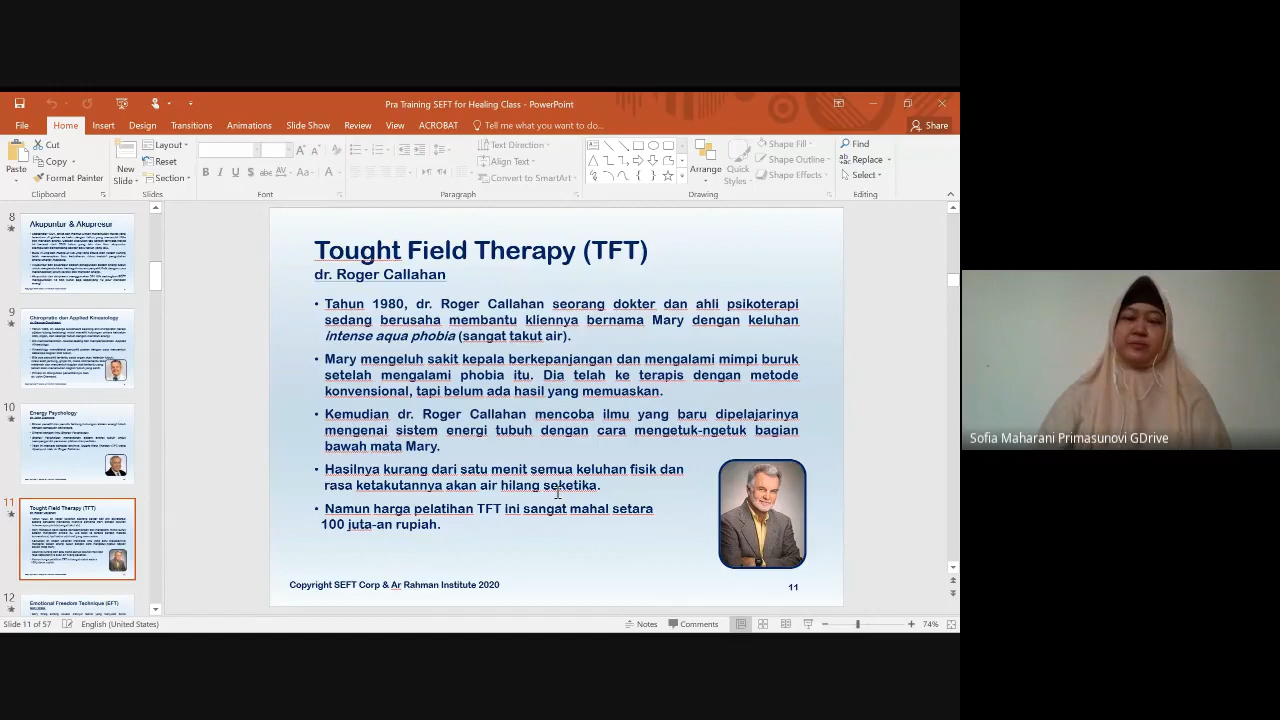 Pra Training SEFT for Healing Class - PowerPoint
File Home Insert Design Transitions Animations Slide Show Review View ACROBAT Tell me what you want to do... Share
Cut
Copy
Format Painter
Paste
Clipboard
New Slide
Layout
Reset
Section
Slides
B I U S abc AV Aa A
Font
Text Direction
Align Text
Convert to SmartArt
Paragraph
Arrange
Quick Styles
Shape Fill
Shape Outline
Shape Effects
Drawing
Find
Replace
Select
Editing
8
Akupuntur & Akupresur
9
Chiropratic dan Applied Kinesiology
10
Energy Psychology
11
Tought Field Therapy (TFT)
12
Emotional Freedom Technique (EFT)
Tought Field Therapy (TFT)
dr. Roger Callahan
• Tahun 1980, dr. Roger Callahan seorang dokter dan ahli psikoterapi
sedang berusaha membatu kliennya bernama Mary dengan keluhan
intense aqua phobia (sangat takut air).
• Mary mengeluh sakit kepala berkepanjangan dan mengalami mimpi buruk
setelah mengalami phobia itu. Dia telah ke terapis dengan metode
konvensional, tapi belum ada hasil yang memuaskan.
• Kemudian dr. Roger Callahan mencoba ilmu yang baru dipelajarinya
mengenai sistem energi tubuh dengan cara mengetuk-ngetuk bagian
bawah mata Mary.
• Hasilnya kurang dari satu menit semua keluhan fisik dan
rasa ketakutannya akan air hilang seketika.
• Namun harga pelatihan TFT ini sangat mahal setara
100 juta-an rupiah.
Copyright SEFT Corp & Ar Rahman Institute 2020
11
Slide 11 of 57 English (United States) Notes Comments 74%
Sofia Maharani Primasunovi GDrive